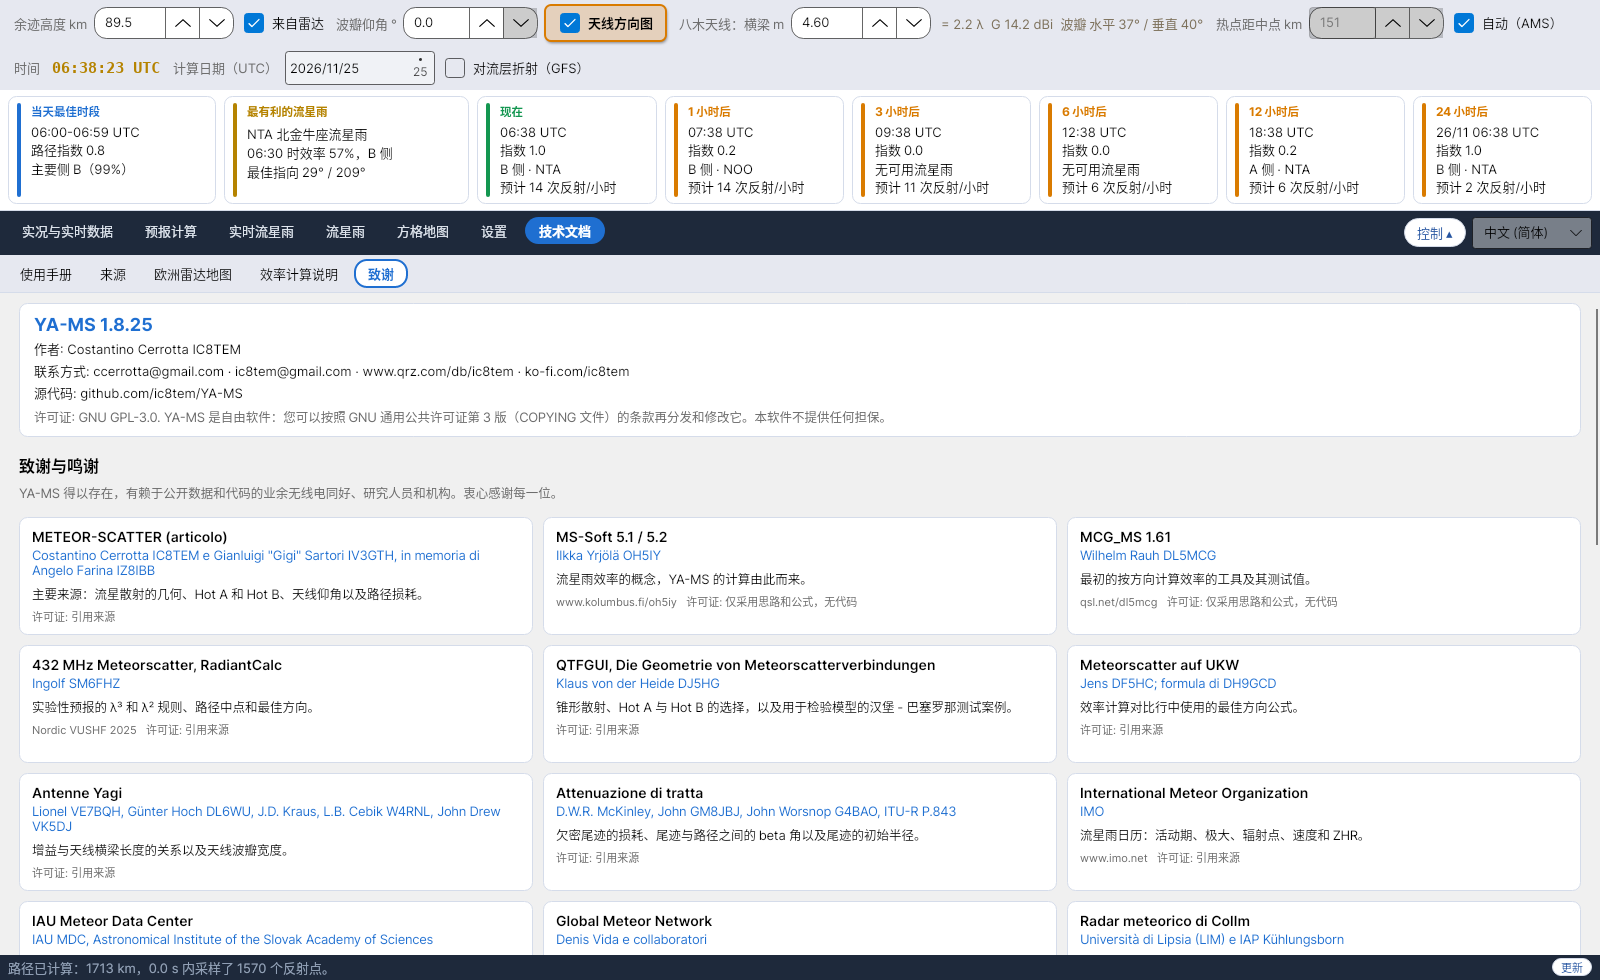 余迹高度 km 89.5 来自雷达 波瓣仰角 ° 0.0 天线方向图 八木天线：横梁 m 4.60 = 2.2 λ G 14.2 dBi 波瓣 水平 37° / 垂直 40° 热点距中点 km 151 自动（AMS）
时间 06:38:23 UTC 计算日期（UTC） 2026/11/25 25 对流层折射（GFS）
当天最佳时段
06:00-06:59 UTC
路径指数 0.8
主要侧 B（99%）
最有利的流星雨
NTA 北金牛座流星雨
06:30 时效率 57%，B 侧
最佳指向 29° / 209°
现在
06:38 UTC
指数 1.0
B 侧 · NTA
预计 14 次反射/小时
1 小时后
07:38 UTC
指数 0.2
B 侧 · NOO
预计 14 次反射/小时
3 小时后
09:38 UTC
指数 0.0
无可用流星雨
预计 11 次反射/小时
6 小时后
12:38 UTC
指数 0.0
无可用流星雨
预计 6 次反射/小时
12 小时后
18:38 UTC
指数 0.2
A 侧 · NTA
预计 6 次反射/小时
24 小时后
26/11 06:38 UTC
指数 1.0
B 侧 · NTA
预计 2 次反射/小时
实况与实时数据 预报计算 实时流星雨 流星雨 方格地图 设置 技术文档 控制 ▴ 中文 (简体)
使用手册 来源 欧洲雷达地图 效率计算说明 致谢
YA-MS 1.8.25
作者: Costantino Cerrotta IC8TEM
联系方式: ccerrotta@gmail.com · ic8tem@gmail.com · www.qrz.com/db/ic8tem · ko-fi.com/ic8tem
源代码: github.com/ic8tem/YA-MS
许可证: GNU GPL-3.0. YA-MS 是自由软件：您可以按照 GNU 通用公共许可证第 3 版（COPYING 文件）的条款再分发和修改它。本软件不提供任何担保。
致谢与鸣谢
YA-MS 得以存在，有赖于公开数据和代码的业余无线电同好、研究人员和机构。衷心感谢每一位。
METEOR-SCATTER (articolo)
Costantino Cerrotta IC8TEM e Gianluigi "Gigi" Sartori IV3GTH, in memoria di
Angelo Farina IZ8IBB
主要来源：流星散射的几何、Hot A 和 Hot B、天线仰角以及路径损耗。
许可证: 引用来源
MS-Soft 5.1 / 5.2
Ilkka Yrjölä OH5IY
流星雨效率的概念，YA-MS 的计算由此而来。
www.kolumbus.fi/oh5iy 许可证: 仅采用思路和公式，无代码
MCG_MS 1.61
Wilhelm Rauh DL5MCG
最初的按方向计算效率的工具及其测试值。
qsl.net/dl5mcg 许可证: 仅采用思路和公式，无代码
432 MHz Meteorscatter, RadiantCalc
Ingolf SM6FHZ
实验性预报的 λ³ 和 λ² 规则、路径中点和最佳方向。
Nordic VUSHF 2025 许可证: 引用来源
QTFGUI, Die Geometrie von Meteorscatterverbindungen
Klaus von der Heide DJ5HG
锥形散射、Hot A 与 Hot B 的选择，以及用于检验模型的汉堡 - 巴塞罗那测试案例。
许可证: 引用来源
Meteorscatter auf UKW
Jens DF5HC; formula di DH9GCD
效率计算对比行中使用的最佳方向公式。
许可证: 引用来源
Antenne Yagi
Lionel VE7BQH, Günter Hoch DL6WU, J.D. Kraus, L.B. Cebik W4RNL, John Drew
VK5DJ
增益与天线横梁长度的关系以及天线波瓣宽度。
许可证: 引用来源
Attenuazione di tratta
D.W.R. McKinley, John GM8JBJ, John Worsnop G4BAO, ITU-R P.843
欠密尾迹的损耗、尾迹与路径之间的 beta 角以及尾迹的初始半径。
许可证: 引用来源
International Meteor Organization
IMO
流星雨日历：活动期、极大、辐射点、速度和 ZHR。
www.imo.net 许可证: 引用来源
IAU Meteor Data Center
IAU MDC, Astronomical Institute of the Slovak Academy of Sciences
Global Meteor Network
Denis Vida e collaboratori
Radar meteorico di Collm
Università di Lipsia (LIM) e IAP Kühlungsborn
路径已计算：1713 km，0.0 s 内采样了 1570 个反射点。 更新